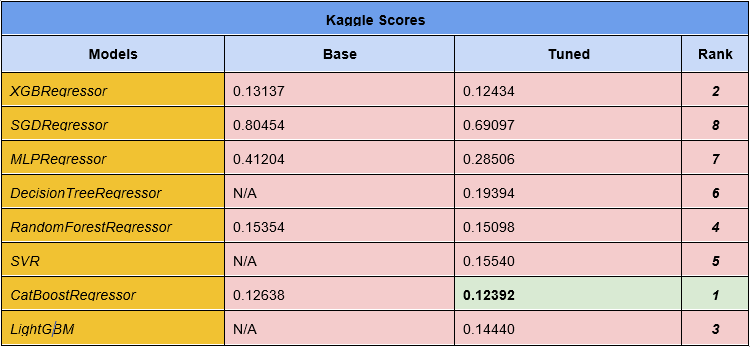 Kaggle Scores
Models Base Tuned Rank
XGBRegressor 0.13137 0.12434 2
SGDRegressor 0.80454 0.69097 8
MLPRegressor 0.41204 0.28506 7
DecisionTreeRegressor N/A 0.19394 6
RandomForestRegressor 0.15354 0.15098 4
SVR N/A 0.15540 5
CatBoostRegressor 0.12638 0.12392 1
LightGBM N/A 0.14440 3